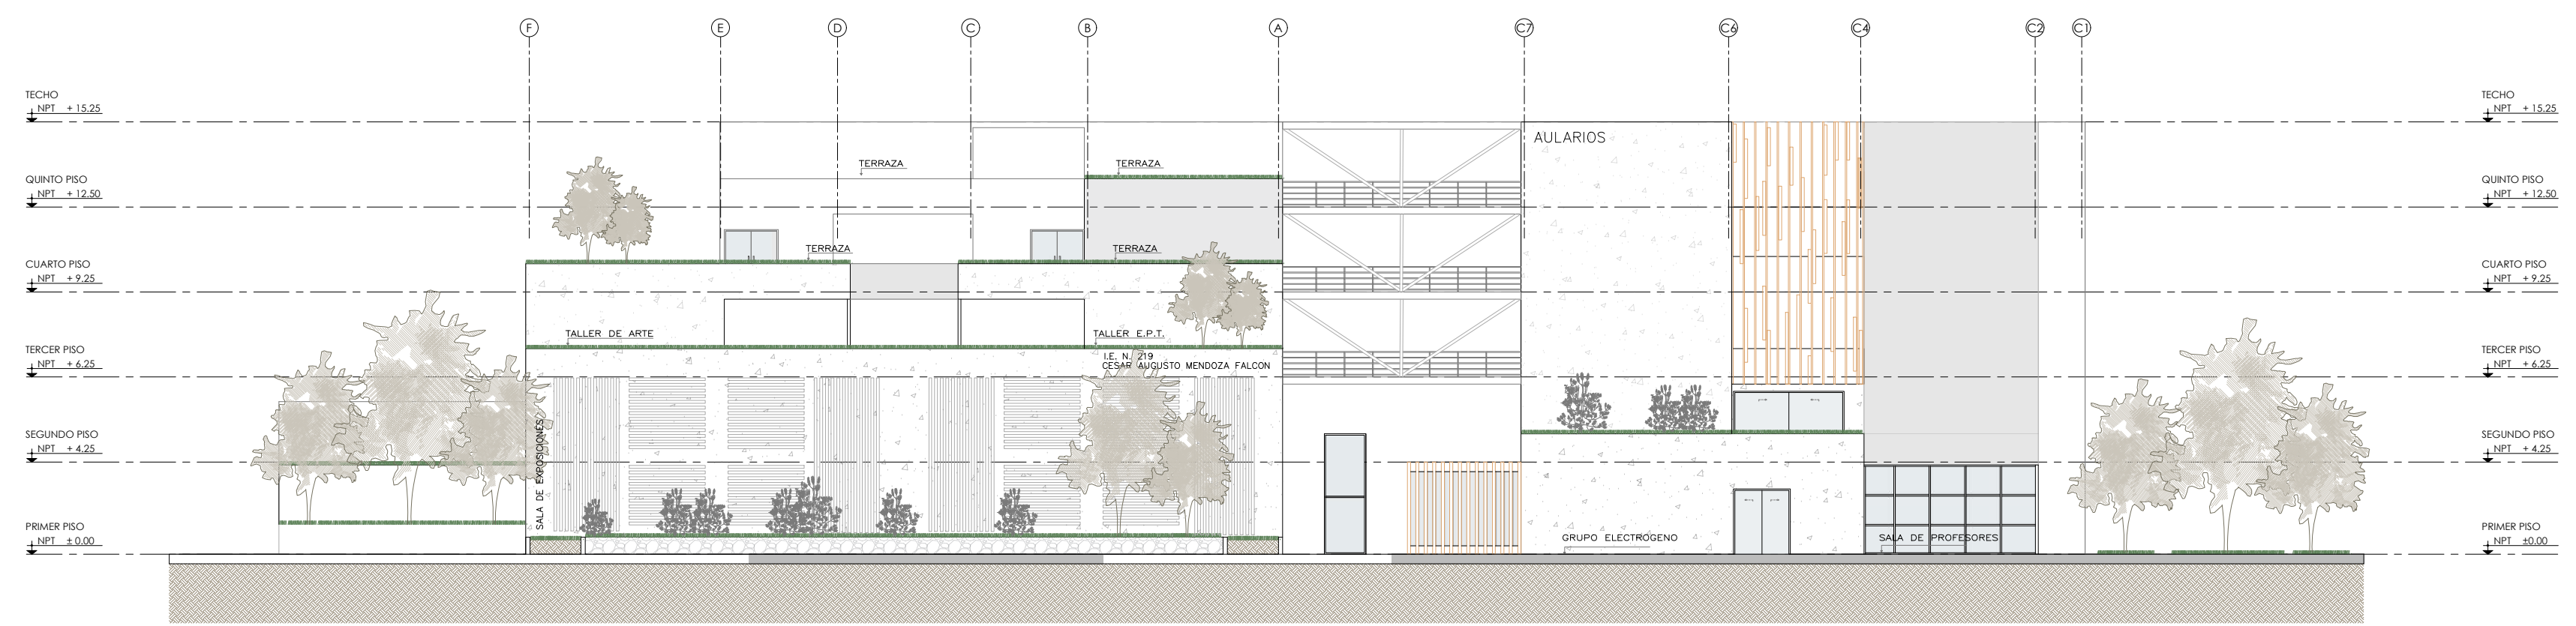 F E D C B A C7 C6 C4 C2 C1
TECHO
NPT + 15.25
TECHO
NPT + 15.25
AULARIOS
TERRAZA
TERRAZA
QUINTO PISO
NPT + 12.50
QUINTO PISO
NPT + 12.50
TERRAZA
TERRAZA
CUARTO PISO
NPT + 9.25
CUARTO PISO
NPT + 9.25
TALLER DE ARTE
TALLER E.P.T.
TERCER PISO
NPT + 6.25
TERCER PISO
NPT + 6.25
I.E. N. 219
CESAR AUGUSTO MENDOZA FALCON
SEGUNDO PISO
NPT + 4.25
SEGUNDO PISO
NPT + 4.25
SALA DE EXPOSICIONES
PRIMER PISO
NPT ± 0.00
GRUPO ELECTROGENO
SALA DE PROFESORES
PRIMER PISO
NPT ±0.00